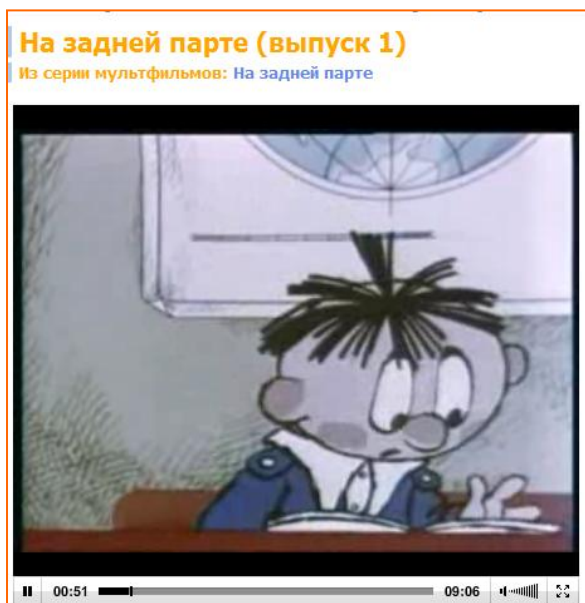 На задней парте (выпуск 1)
Из серии мультфильмов: На задней парте
00:51 09:06